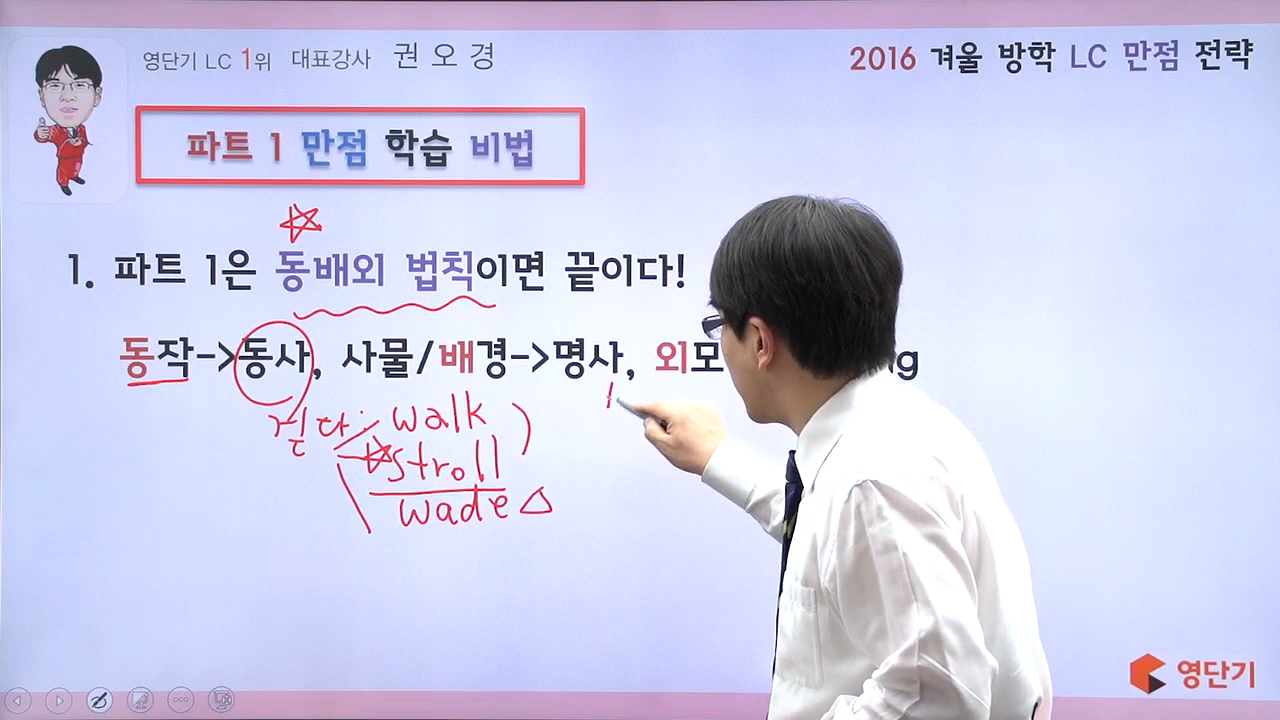 영단기 LC 1위 대표강사 권오경
2016 겨울 방학 LC 만점 전략
파트 1 만점 학습 비법
1. 파트 1은 동배외 법칙이면 끝이다!
동작->동사, 사물/배경->명사, 외모
걷다: walk
stroll
wade
영단기